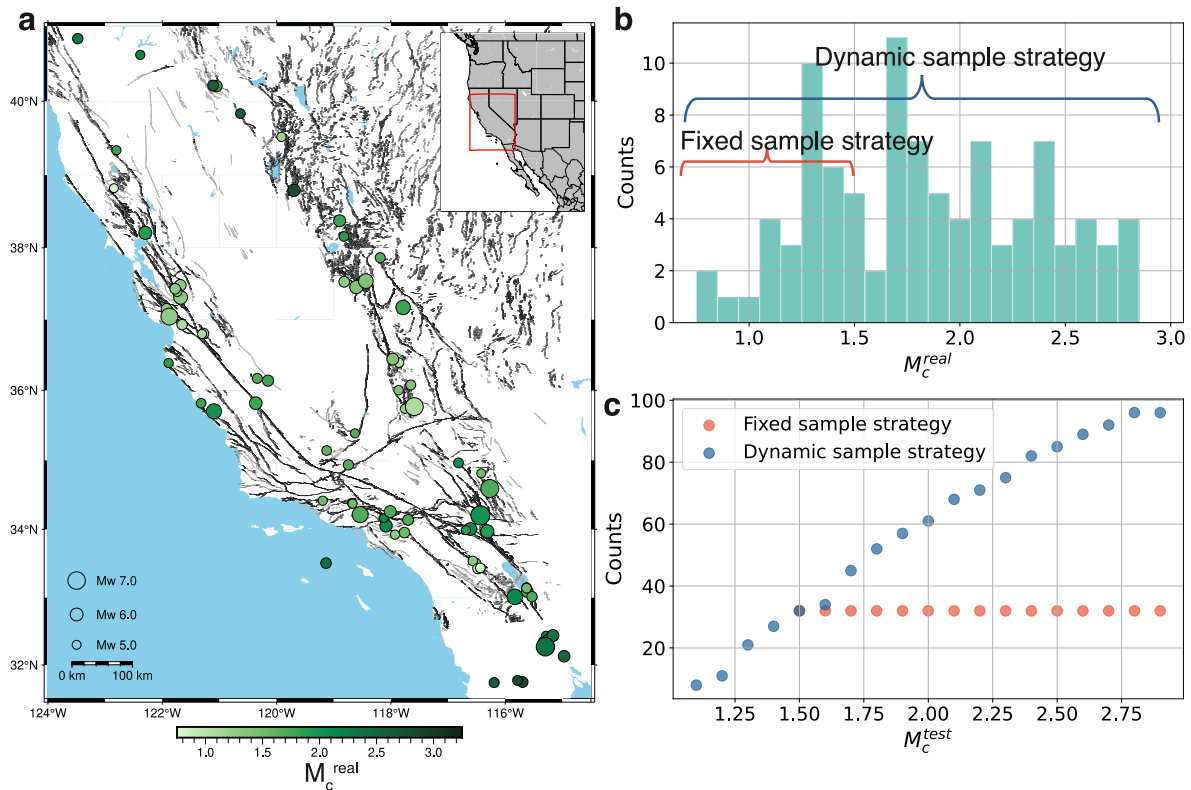 a
40°N
38°N
36°N
34°N
32°N
Mw 7.0
Mw 6.0
Mw 5.0
0 km 100 km
124°W 122°W 120°W 118°W 116°W
1.0 1.5 2.0 2.5 3.0
M_c^real
b
Dynamic sample strategy
Fixed sample strategy
10
8
6
4
2
0
Counts
1.0 1.5 2.0 2.5 3.0
M_c^real
c
Fixed sample strategy
Dynamic sample strategy
100
80
60
40
20
Counts
1.25 1.50 1.75 2.00 2.25 2.50 2.75
M_c^test